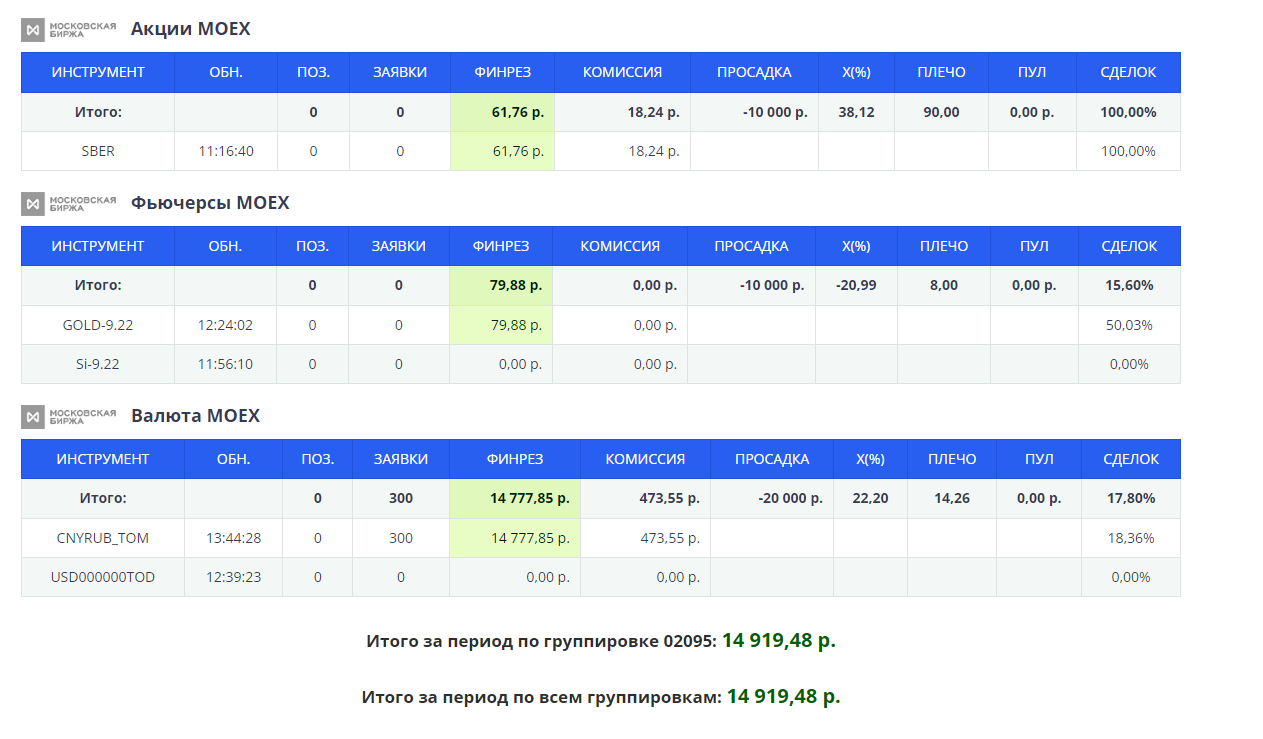 МОСКОВСКАЯ БИРЖА Акции MOEX
ИНСТРУМЕНТ ОБН. ПОЗ. ЗАЯВКИ ФИНРЕЗ КОМИССИЯ ПРОСАДКА X(%) ПЛЕЧО ПУЛ СДЕЛОК
Итого: 0 0 61,76 р. 18,24 р. -10 000 р. 38,12 90,00 0,00 р. 100,00%
SBER 11:16:40 0 0 61,76 р. 18,24 р. 100,00%
МОСКОВСКАЯ БИРЖА Фьючерсы MOEX
ИНСТРУМЕНТ ОБН. ПОЗ. ЗАЯВКИ ФИНРЕЗ КОМИССИЯ ПРОСАДКА X(%) ПЛЕЧО ПУЛ СДЕЛОК
Итого: 0 0 79,88 р. 0,00 р. -10 000 р. -20,99 8,00 0,00 р. 15,60%
GOLD-9.22 12:24:02 0 0 79,88 р. 0,00 р. 50,03%
Si-9.22 11:56:10 0 0 0,00 р. 0,00 р. 0,00%
МОСКОВСКАЯ БИРЖА Валюта MOEX
ИНСТРУМЕНТ ОБН. ПОЗ. ЗАЯВКИ ФИНРЕЗ КОМИССИЯ ПРОСАДКА X(%) ПЛЕЧО ПУЛ СДЕЛОК
Итого: 0 300 14 777,85 р. 473,55 р. -20 000 р. 22,20 14,26 0,00 р. 17,80%
CNYRUB_TOM 13:44:28 0 300 14 777,85 р. 473,55 р. 18,36%
USD000000TOD 12:39:23 0 0 0,00 р. 0,00 р. 0,00%
Итого за период по группировке 02095: 14 919,48 р.
Итого за период по всем группировкам: 14 919,48 р.